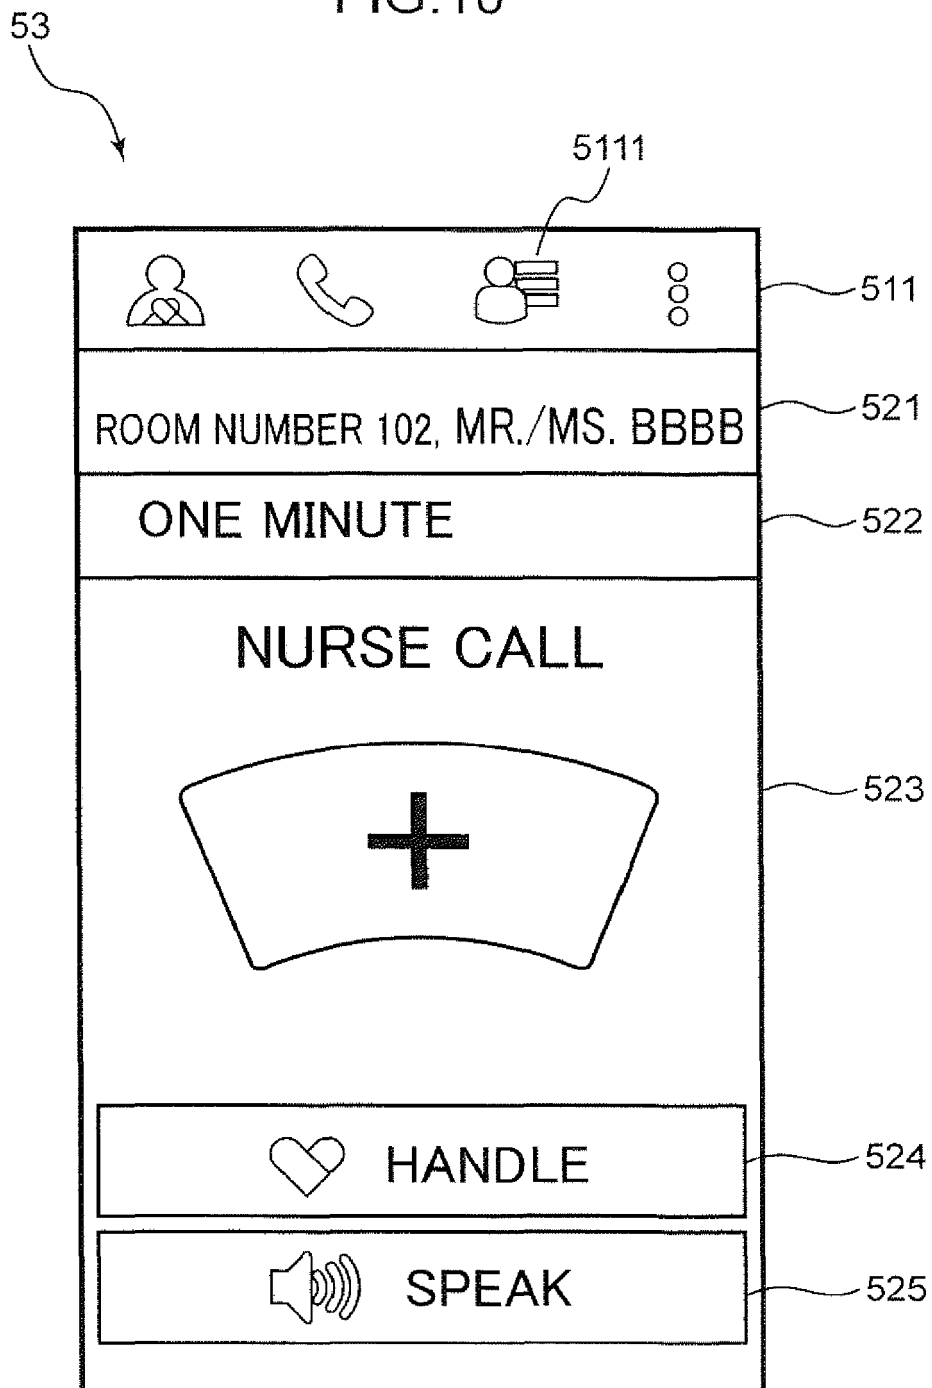 FIG.10
53
5111
511
ROOM NUMBER 102, MR./MS. BBBB
521
ONE MINUTE
522
NURSE CALL
523
HANDLE
524
SPEAK
525